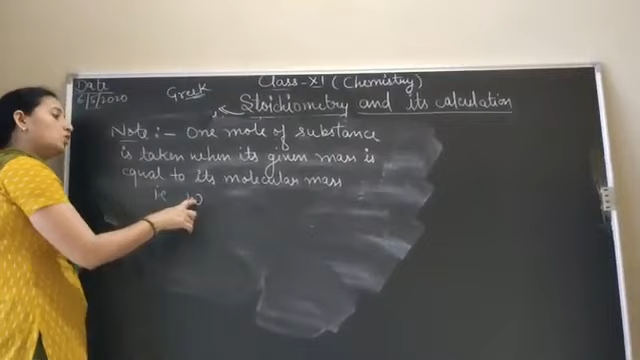 Date
6/5/2020
Class-XI (Chemistry)
Greek
Stoichiometry and its calculation
Note:- One mole of substance
is taken when its given mass is
equal to its molecular mass
ie